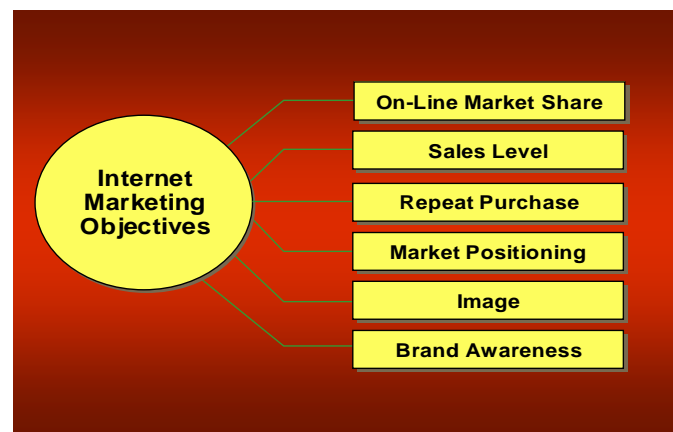 Internet
Marketing
Objectives
On-Line Market Share
Sales Level
Repeat Purchase
Market Positioning
Image
Brand Awareness